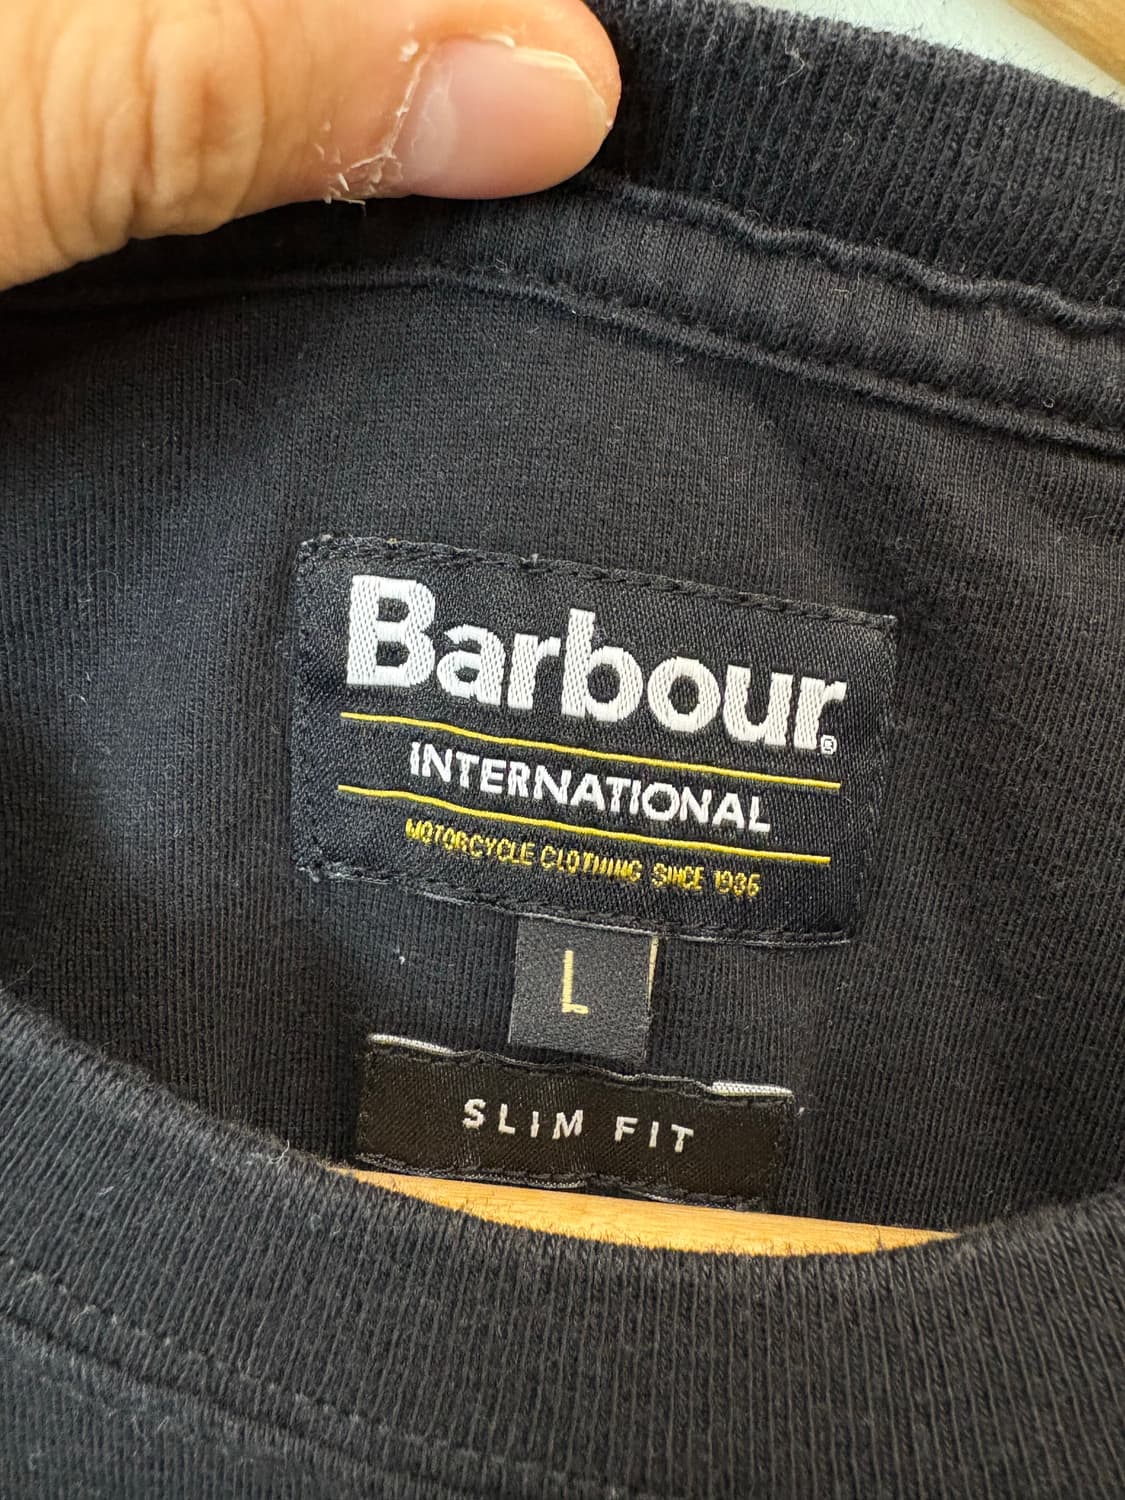 Barbour®
INTERNATIONAL
MOTORCYCLE CLOTHING SINCE 1936
L
SLIM FIT